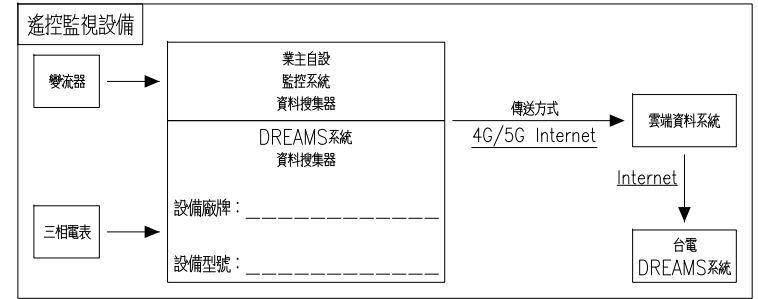 遙控監視設備
變流器
業主自設
監控系統
資料搜集器
DREAMS系統
資料搜集器
設備廠牌：_ _ _ _ _ _ _ _ _ _ _ _
設備型號：_ _ _ _ _ _ _ _ _ _ _ _
三相電表
傳送方式
4G/5G Internet
雲端資料系統
Internet
台電
DREAMS系統